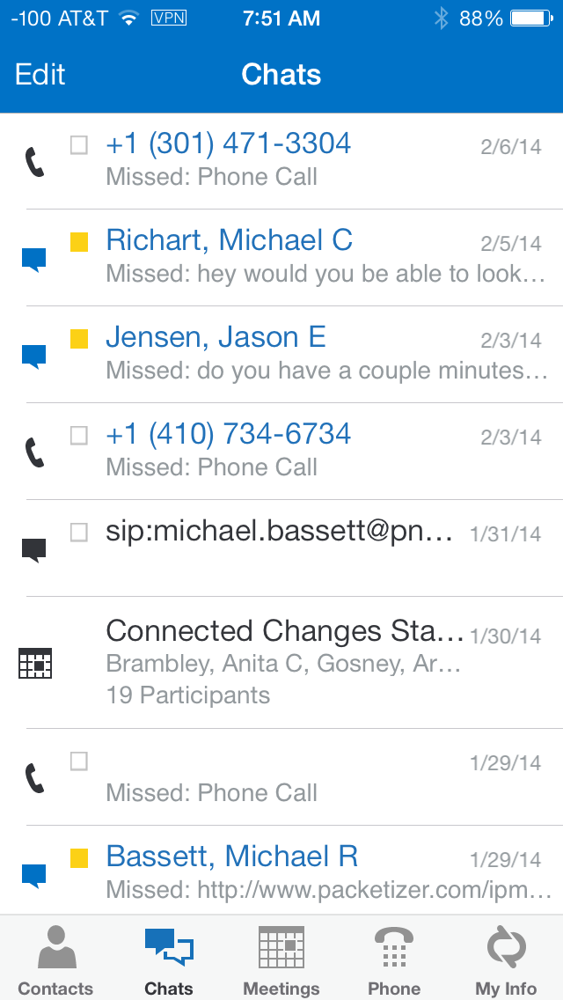 -100 AT&T VPN 7:51 AM 88%
Edit Chats
+1 (301) 471-3304 2/6/14
Missed: Phone Call
Richart, Michael C 2/5/14
Missed: hey would you be able to look...
Jensen, Jason E 2/3/14
Missed: do you have a couple minutes...
+1 (410) 734-6734 2/3/14
Missed: Phone Call
sip:michael.bassett@pn... 1/31/14
Connected Changes Sta... 1/30/14
Brambley, Anita C, Gosney, Ar...
19 Participants
1/29/14
Missed: Phone Call
Bassett, Michael R 1/29/14
Missed: http://www.packetizer.com/ipm...
Contacts Chats Meetings Phone My Info